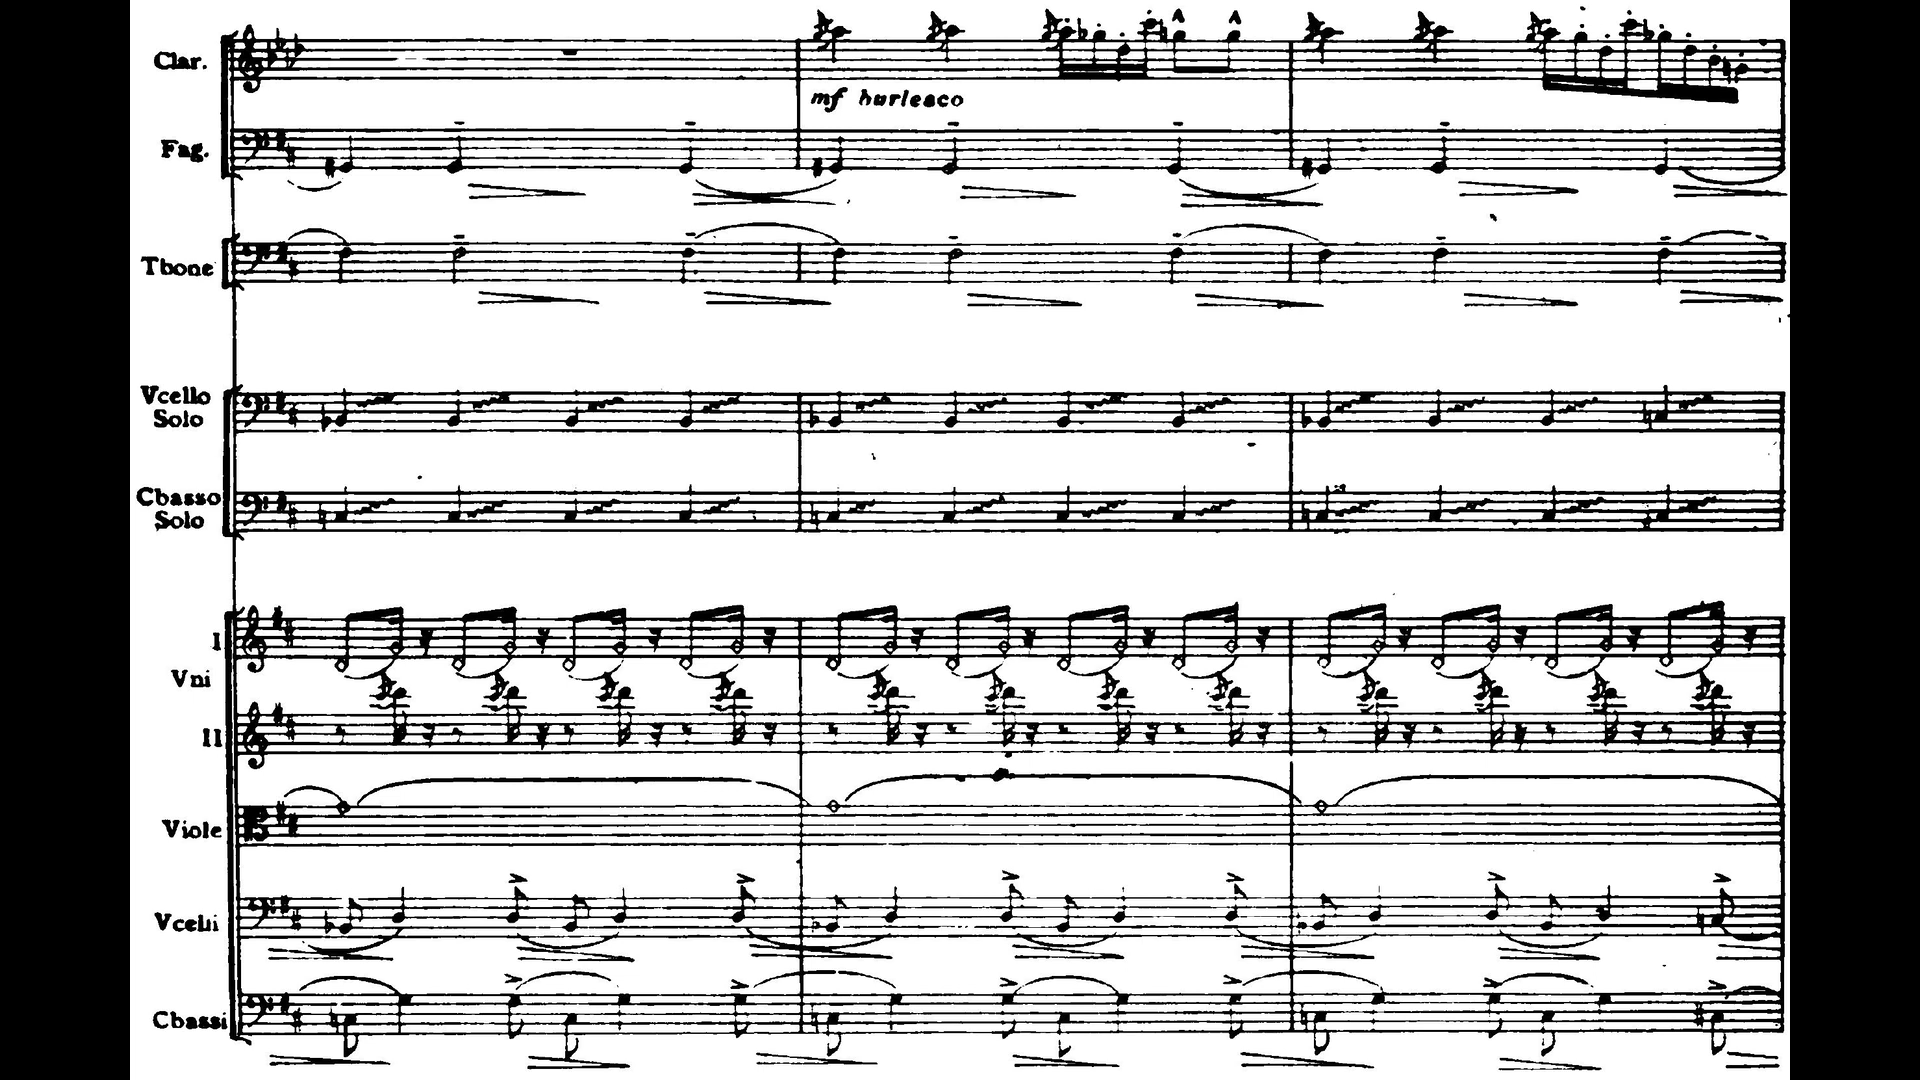 Clar.
mf burlesco
Fag.
Tbone
Vcello
Solo
Cbasso
Solo
I
Vni
II
Viole
Vcelli
Cbassi